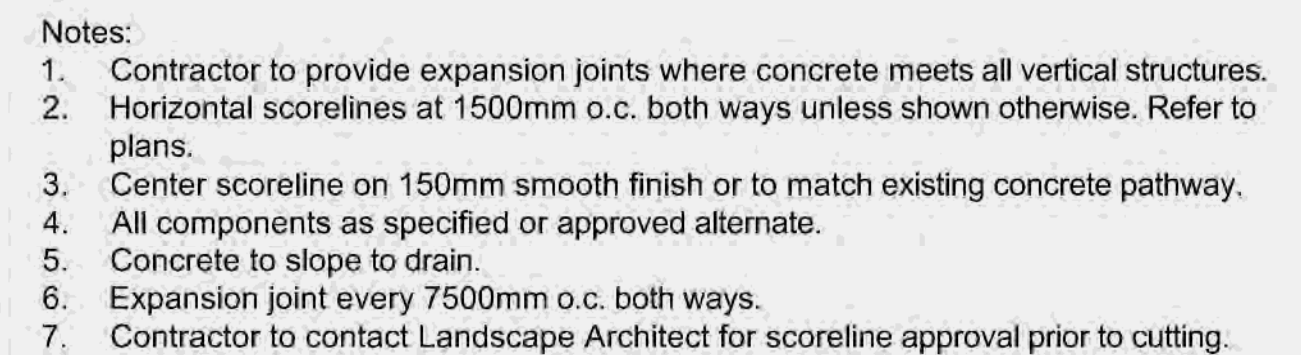 Notes:
1. Contractor to provide expansion joints where concrete meets all vertical structures.
2. Horizontal scorelines at 1500mm o.c. both ways unless shown otherwise. Refer to
plans.
3. Center scoreline on 150mm smooth finish or to match existing concrete pathway.
4. All components as specified or approved alternate.
5. Concrete to slope to drain.
6. Expansion joint every 7500mm o.c. both ways.
7. Contractor to contact Landscape Architect for scoreline approval prior to cutting.